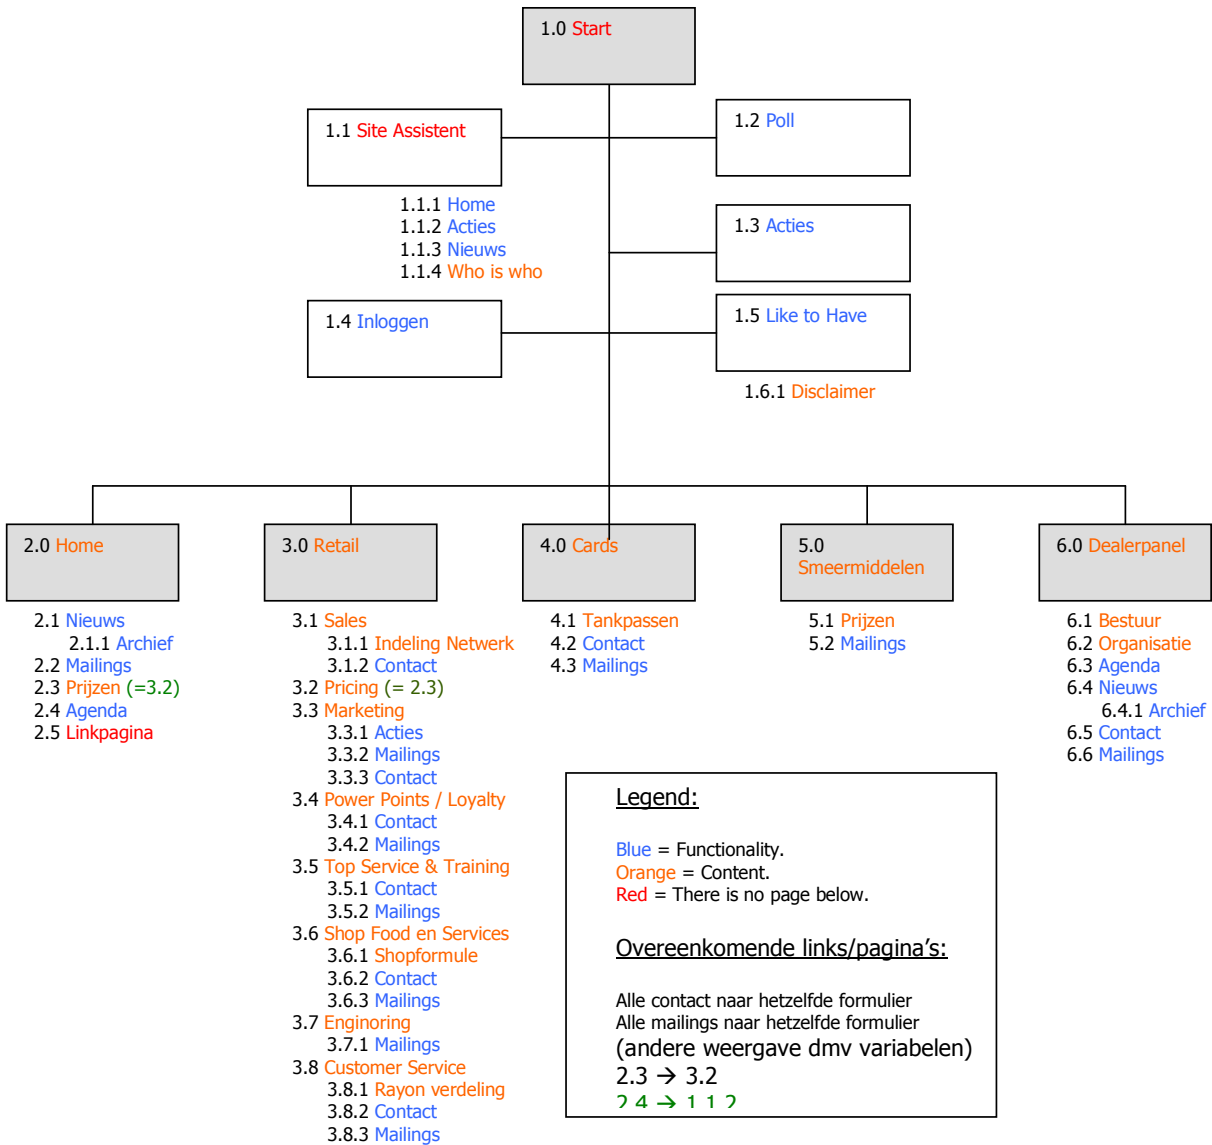 1.0 Start
1.1 Site Assistent
1.2 Poll
1.1.1 Home
1.1.2 Acties
1.1.3 Nieuws
1.1.4 Who is who
1.3 Acties
1.4 Inloggen
1.5 Like to Have
1.6.1 Disclaimer
2.0 Home
2.1 Nieuws
2.1.1 Archief
2.2 Mailings
2.3 Prijzen (=3.2)
2.4 Agenda
2.5 Linkpagina
3.0 Retail
3.1 Sales
3.1.1 Indeling Netwerk
3.1.2 Contact
3.2 Pricing (= 2.3)
3.3 Marketing
3.3.1 Acties
3.3.2 Mailings
3.3.3 Contact
3.4 Power Points / Loyalty
3.4.1 Contact
3.4.2 Mailings
3.5 Top Service & Training
3.5.1 Contact
3.5.2 Mailings
3.6 Shop Food en Services
3.6.1 Shopformule
3.6.2 Contact
3.6.3 Mailings
3.7 Enginoring
3.7.1 Mailings
3.8 Customer Service
3.8.1 Rayon verdeling
3.8.2 Contact
3.8.3 Mailings
4.0 Cards
4.1 Tankpassen
4.2 Contact
4.3 Mailings
5.0
Smeermiddelen
5.1 Prijzen
5.2 Mailings
6.0 Dealerpanel
6.1 Bestuur
6.2 Organisatie
6.3 Agenda
6.4 Nieuws
6.4.1 Archief
6.5 Contact
6.6 Mailings
Legend:
Blue = Functionality.
Orange = Content.
Red = There is no page below.
Overeenkomende links/pagina's:
Alle contact naar hetzelfde formulier
Alle mailings naar hetzelfde formulier
(andere weergave dmv variabelen)
2.3 → 3.2
2.4 → 1.1.2